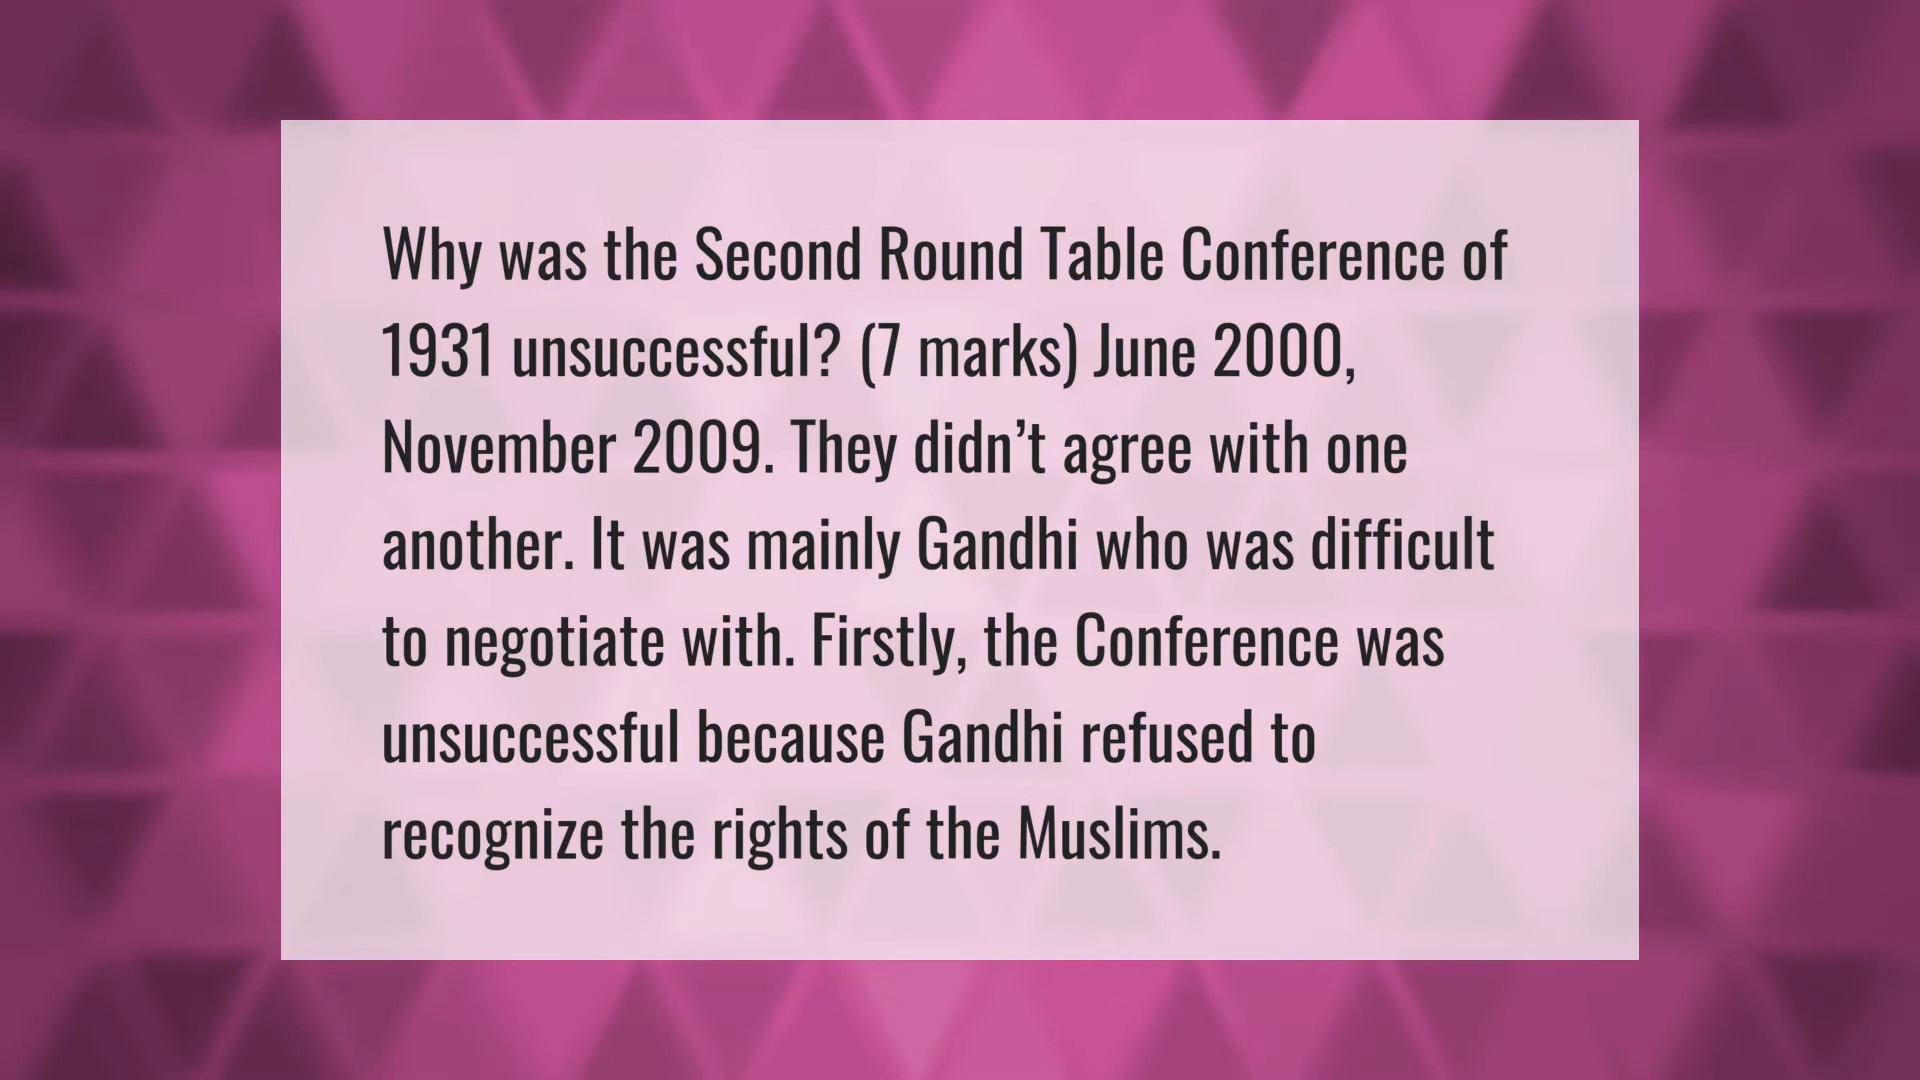 Why was the Second Round Table Conference of
1931 unsuccessful? (7 marks) June 2000,
November 2009. They didn’t agree with one
another. It was mainly Gandhi who was difficult
to negotiate with. Firstly, the Conference was
unsuccessful because Gandhi refused to
recognize the rights of the Muslims.